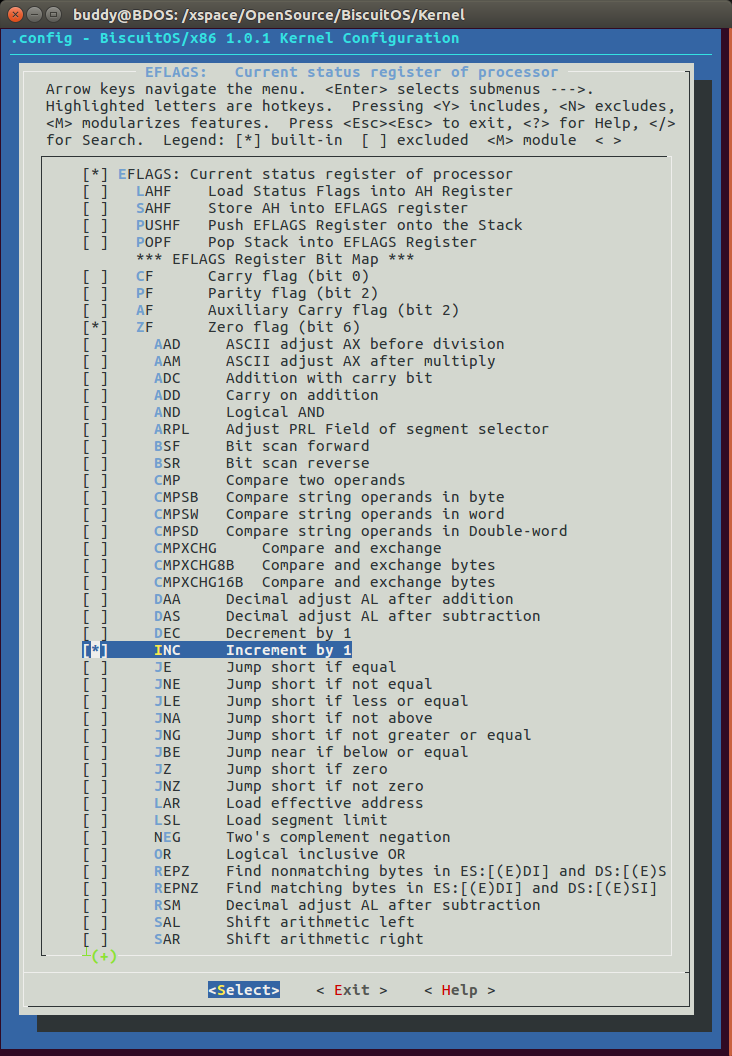 buddy@BDOS: /xspace/OpenSource/BiscuitOS/Kernel
.config - BiscuitOS/x86 1.0.1 Kernel Configuration
EFLAGS:   Current status register of processor
Arrow keys navigate the menu.  <Enter> selects submenus --->.
Highlighted letters are hotkeys.  Pressing <Y> includes, <N> excludes,
<M> modularizes features.  Press <Esc><Esc> to exit, <?> for Help, </>
for Search.  Legend: [*] built-in  [ ] excluded  <M> module  < >
[*] EFLAGS: Current status register of processor
[ ]   LAHF    Load Status Flags into AH Register
[ ]   SAHF    Store AH into EFLAGS register
[ ]   PUSHF   Push EFLAGS Register onto the Stack
[ ]   POPF    Pop Stack into EFLAGS Register
*** EFLAGS Register Bit Map ***
[ ]   CF      Carry flag (bit 0)
[ ]   PF      Parity flag (bit 2)
[ ]   AF      Auxiliary Carry flag (bit 2)
[*]   ZF      Zero flag (bit 6)
[ ]     AAD     ASCII adjust AX before division
[ ]     AAM     ASCII adjust AX after multiply
[ ]     ADC     Addition with carry bit
[ ]     ADD     Carry on addition
[ ]     AND     Logical AND
[ ]     ARPL    Adjust PRL Field of segment selector
[ ]     BSF     Bit scan forward
[ ]     BSR     Bit scan reverse
[ ]     CMP     Compare two operands
[ ]     CMPSB   Compare string operands in byte
[ ]     CMPSW   Compare string operands in word
[ ]     CMPSD   Compare string operands in Double-word
[ ]     CMPXCHG     Compare and exchange
[ ]     CMPXCHG8B   Compare and exchange bytes
[ ]     CMPXCHG16B  Compare and exchange bytes
[ ]     DAA     Decimal adjust AL after addition
[ ]     DAS     Decimal adjust AL after subtraction
[ ]     DEC     Decrement by 1
[*]     INC     Increment by 1
[ ]     JE      Jump short if equal
[ ]     JNE     Jump short if not equal
[ ]     JLE     Jump short if less or equal
[ ]     JNA     Jump short if not above
[ ]     JNG     Jump short if not greater or equal
[ ]     JBE     Jump near if below or equal
[ ]     JZ      Jump short if zero
[ ]     JNZ     Jump short if not zero
[ ]     LAR     Load effective address
[ ]     LSL     Load segment limit
[ ]     NEG     Two's complement negation
[ ]     OR      Logical inclusive OR
[ ]     REPZ    Find nonmatching bytes in ES:[(E)DI] and DS:[(E)S
[ ]     REPNZ   Find matching bytes in ES:[(E)DI] and DS:[(E)SI]
[ ]     RSM     Decimal adjust AL after subtraction
[ ]     SAL     Shift arithmetic left
[ ]     SAR     Shift arithmetic right
(+)
<Select>    < Exit >    < Help >